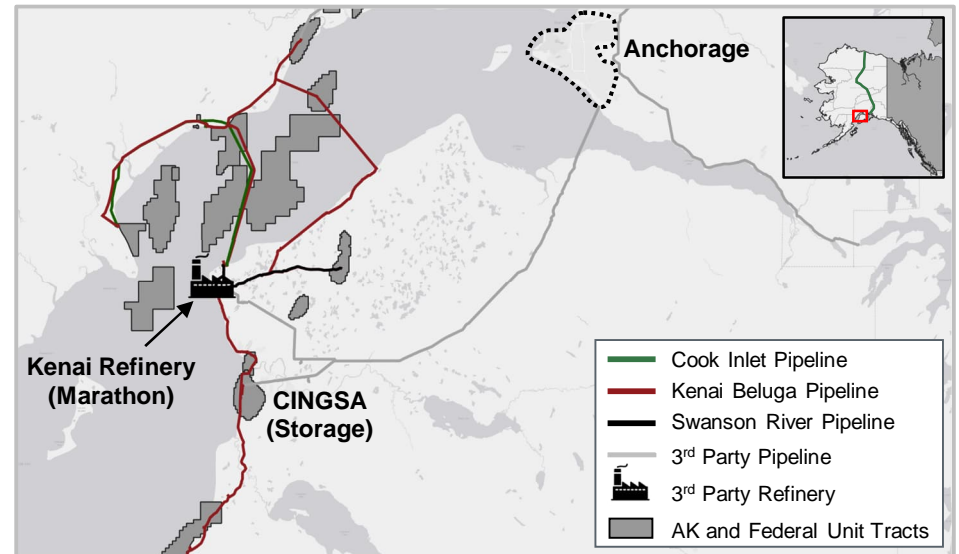 Anchorage
Kenai Refinery
(Marathon)
CINGSA
(Storage)
Cook Inlet Pipeline
Kenai Beluga Pipeline
Swanson River Pipeline
3rd Party Pipeline
3rd Party Refinery
AK and Federal Unit Tracts